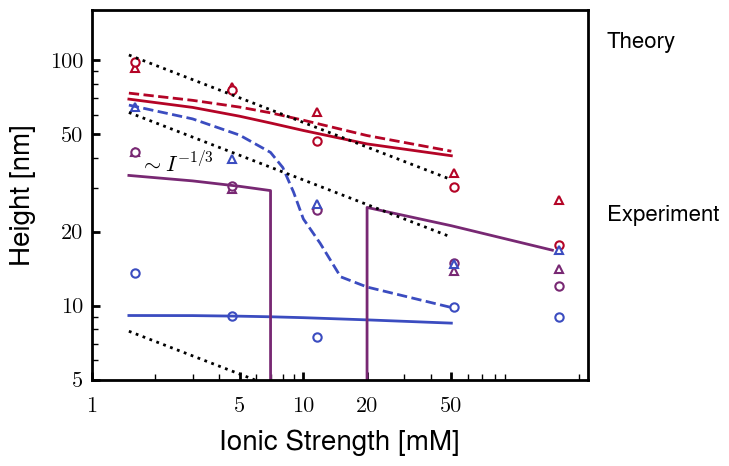 Theory
Experiment
Height [nm]
100
50
20
10
5
~ I^{-1/3}
1
5
10
20
50
Ionic Strength [mM]